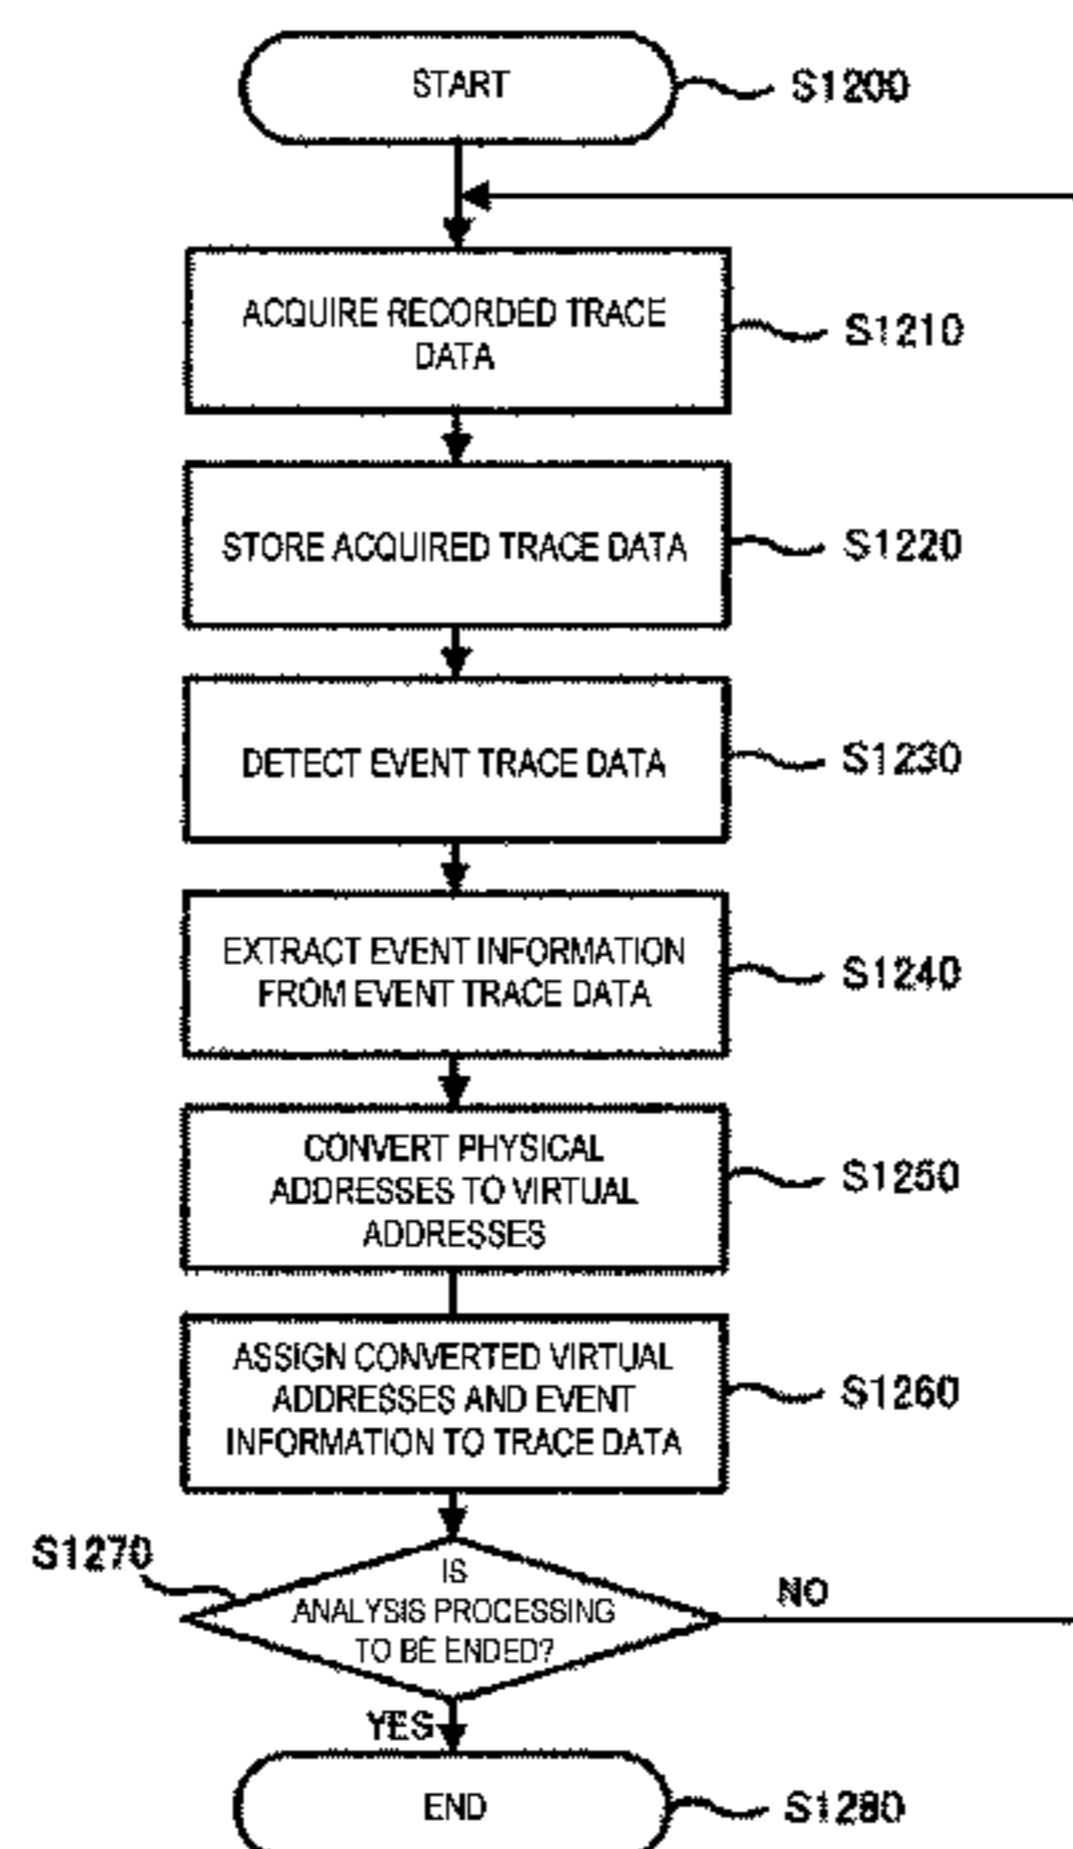 START
S1200
ACQUIRE RECORDED TRACE
DATA
S1210
STORE ACQUIRED TRACE DATA
S1220
DETECT EVENT TRACE DATA
S1230
EXTRACT EVENT INFORMATION
FROM EVENT TRACE DATA
S1240
CONVERT PHYSICAL
ADDRESSES TO VIRTUAL
ADDRESSES
S1250
ASSIGN CONVERTED VIRTUAL
ADDRESSES AND EVENT
INFORMATION TO TRACE DATA
S1260
S1270
IS
ANALYSIS PROCESSING
TO BE ENDED?
NO
YES
END
S1280